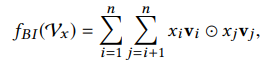 f_{BI}(\mathcal{V}_x) = \sum_{i=1}^{n} \sum_{j=i+1}^{n} x_i \mathbf{v}_i \odot x_j \mathbf{v}_j,